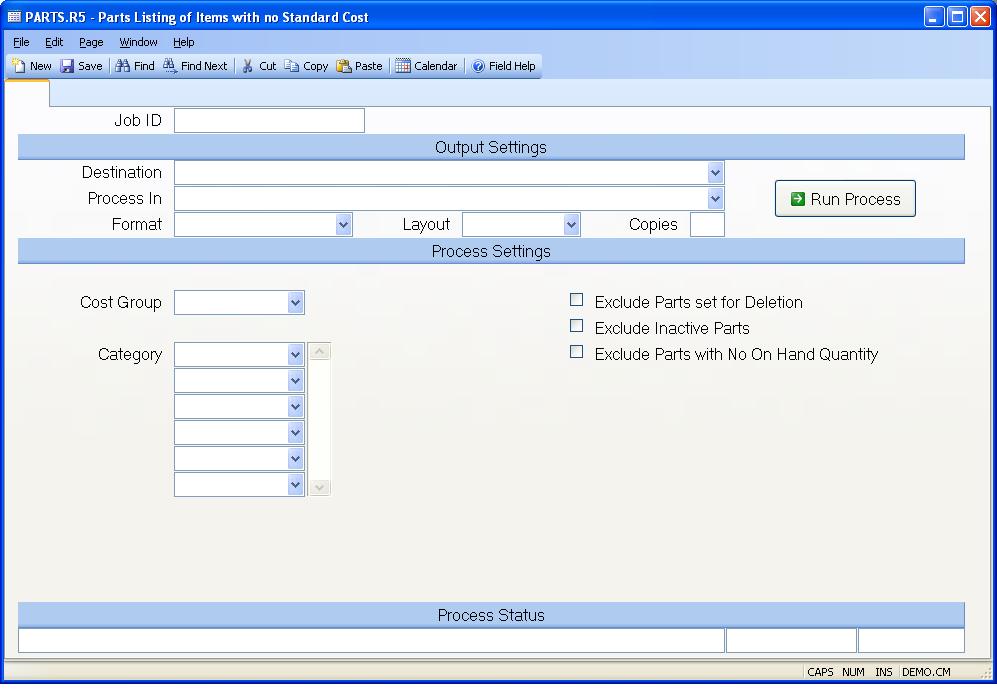 PARTS.R5 - Parts Listing of Items with no Standard Cost
File Edit Page Window Help
New Save Find Find Next Cut Copy Paste Calendar Field Help
Job ID
Output Settings
Destination
Process In
Run Process
Format Layout Copies
Process Settings
Cost Group
Exclude Parts set for Deletion
Exclude Inactive Parts
Category
Exclude Parts with No On Hand Quantity
Process Status
CAPS NUM INS DEMO.CM